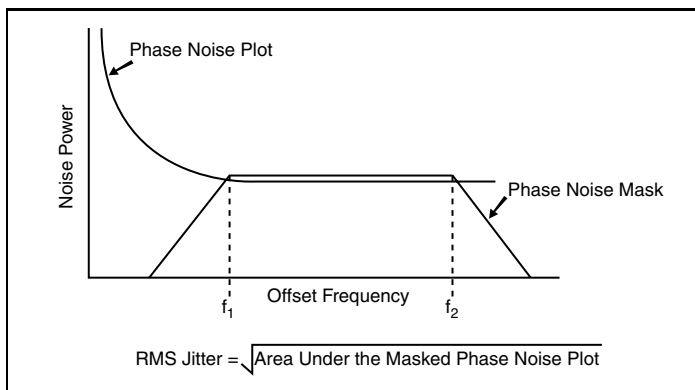 Phase Noise Plot
Noise Power
Phase Noise Mask
Offset Frequency
f1
f2
RMS Jitter = √Area Under the Masked Phase Noise Plot